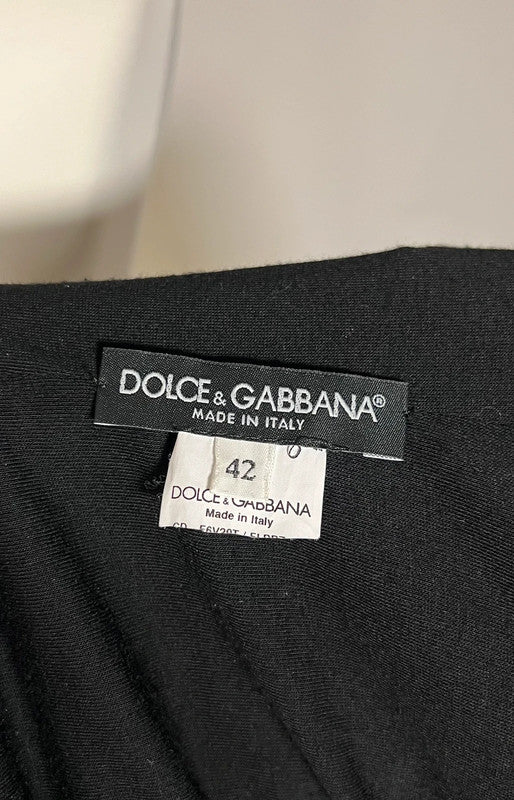 DOLCE & GABBANA®
MADE IN ITALY
42
DOLCE & GABBANA
Made in Italy